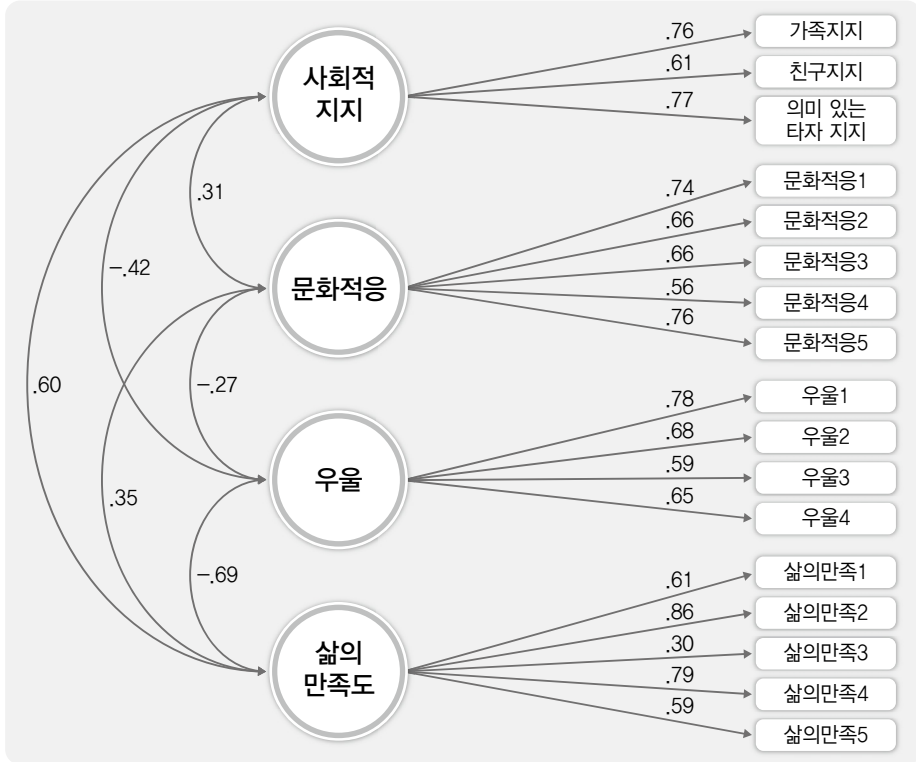 사회적
지지
.76
가족지지
.61
친구지지
.77
의미 있는
타자 지지
.31
−.42
문화적응
.74
문화적응1
.66
문화적응2
.66
문화적응3
.56
문화적응4
.76
문화적응5
.60
−.27
우울
.78
우울1
.68
우울2
.59
우울3
.65
우울4
.35
−.69
삶의
만족도
.61
삶의만족1
.86
삶의만족2
.30
삶의만족3
.79
삶의만족4
.59
삶의만족5